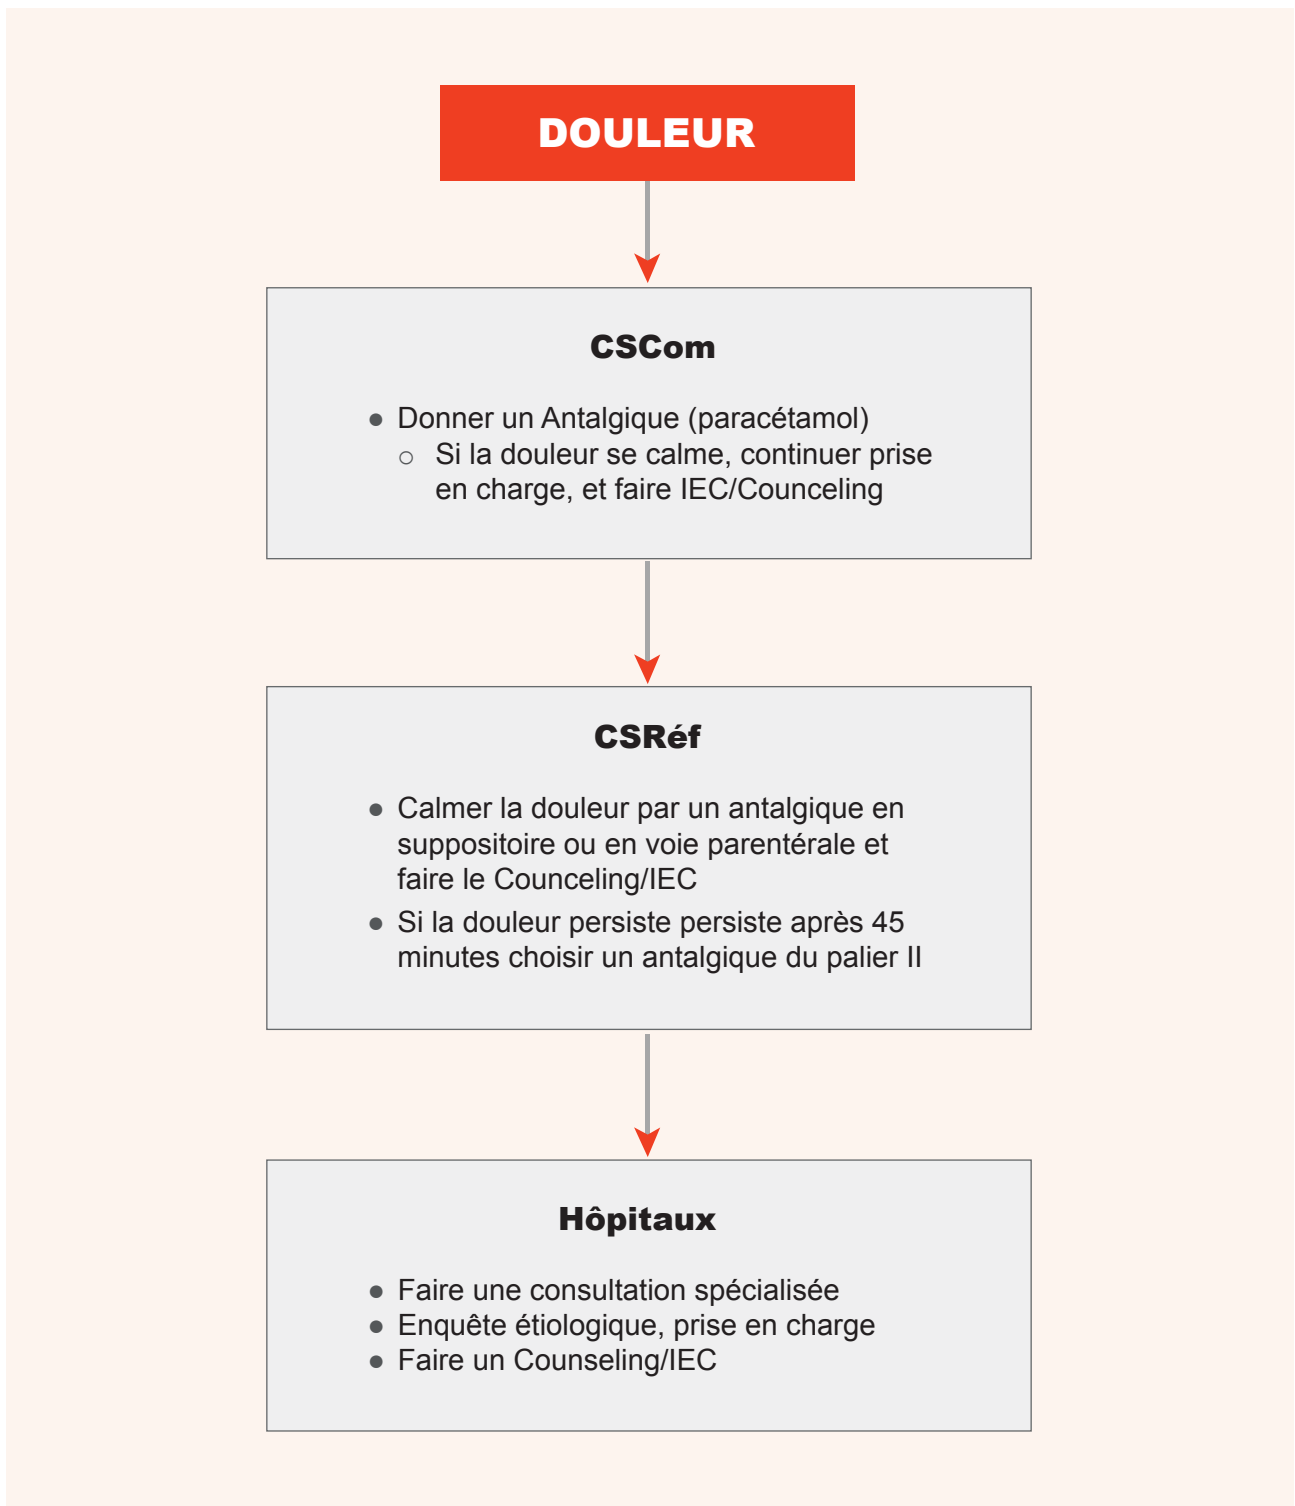 DOULEUR
CSCom
● Donner un Antalgique (paracétamol)
○ Si la douleur se calme, continuer prise
en charge, et faire IEC/Counceling
CSRéf
● Calmer la douleur par un antalgique en
suppositoire ou en voie parentérale et
faire le Counceling/IEC
● Si la douleur persiste persiste après 45
minutes choisir un antalgique du palier II
Hôpitaux
● Faire une consultation spécialisée
● Enquête étiologique, prise en charge
● Faire un Counseling/IEC